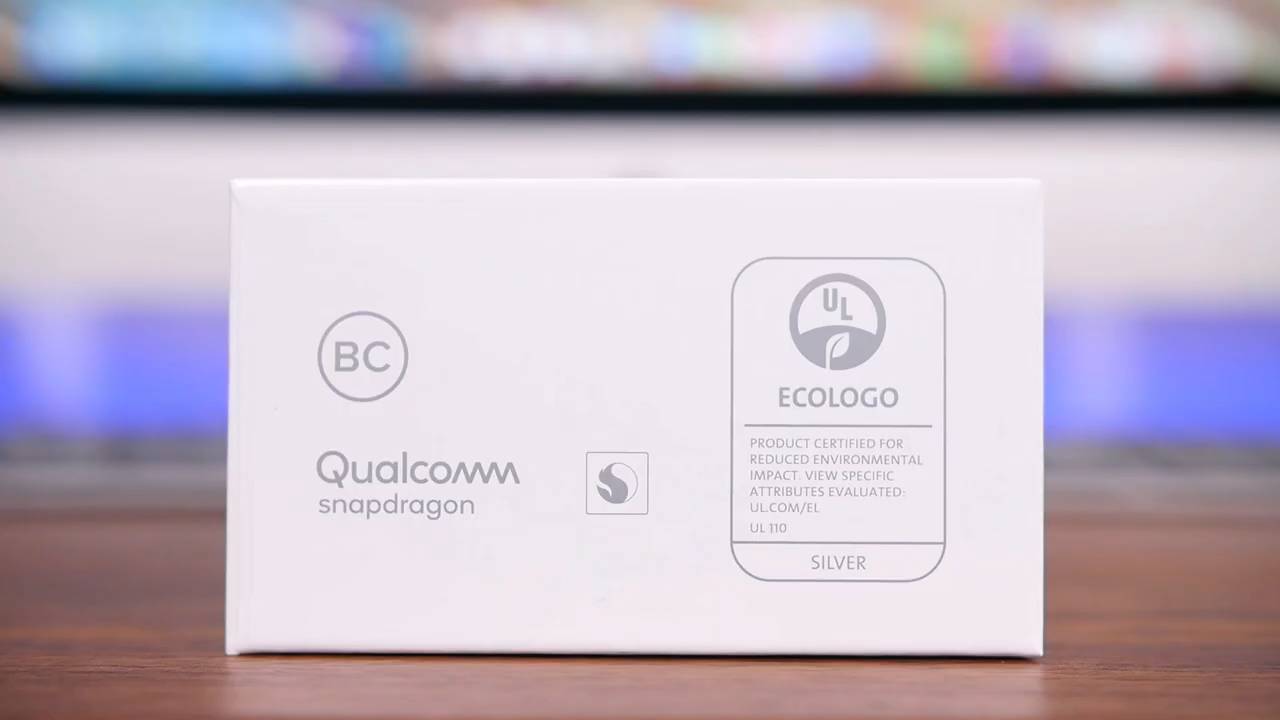 BC
Qualcomm
snapdragon
UL
ECOLOGO
PRODUCT CERTIFIED FOR
REDUCED ENVIRONMENTAL
IMPACT. VIEW SPECIFIC
ATTRIBUTES EVALUATED:
UL.COM/EL
UL 110
SILVER